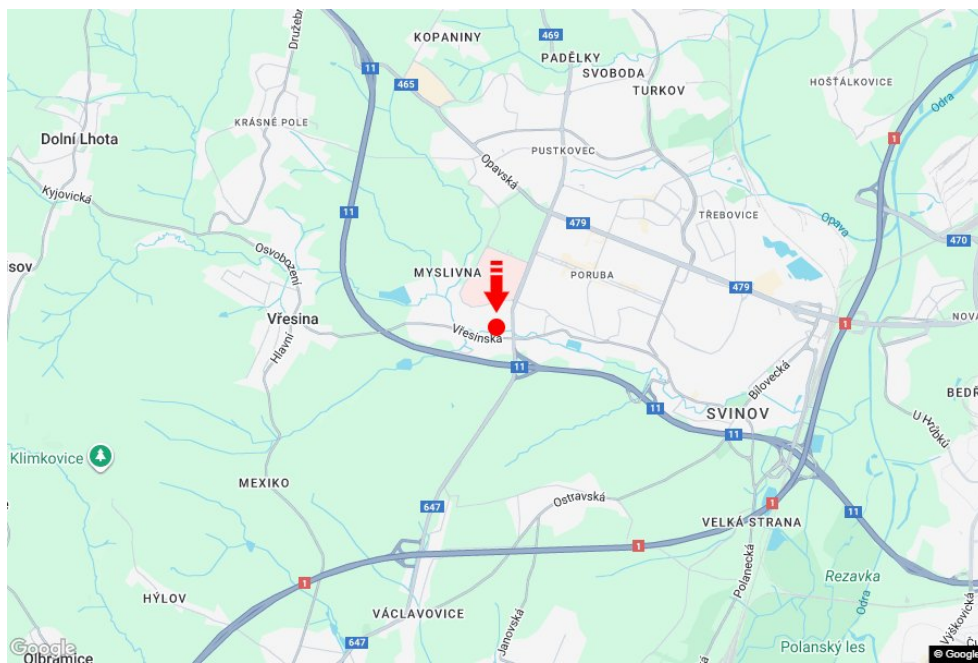 KOPANINY
469
PADĚLKY
SVOBODA
TURKOV
HOŠŤÁLKOVICE
Družební
11
465
Odra
1
KRÁSNÉ POLE
Dolní Lhota
PUSTKOVEC
Opavská
Kyjovická
11
479
TŘEBOVICE
Opava
470
Osvobození
MYSLIVNA
PORUBA
479
NOVÁ
1
Vřesina
Vřesinská
Hlavní
11
Bílovecká
BEDŘ
11
SVINOV
U Hrůbků
11
Klimkovice
MEXIKO
Ostravská
647
1
11
VELKÁ STRANA
1
Polanecká
Rezavka
1
HÝLOV
VÁCLAVOVICE
Odra
Výškovická
Janovská
647
Polanský les
Google
Olbramice
© Google